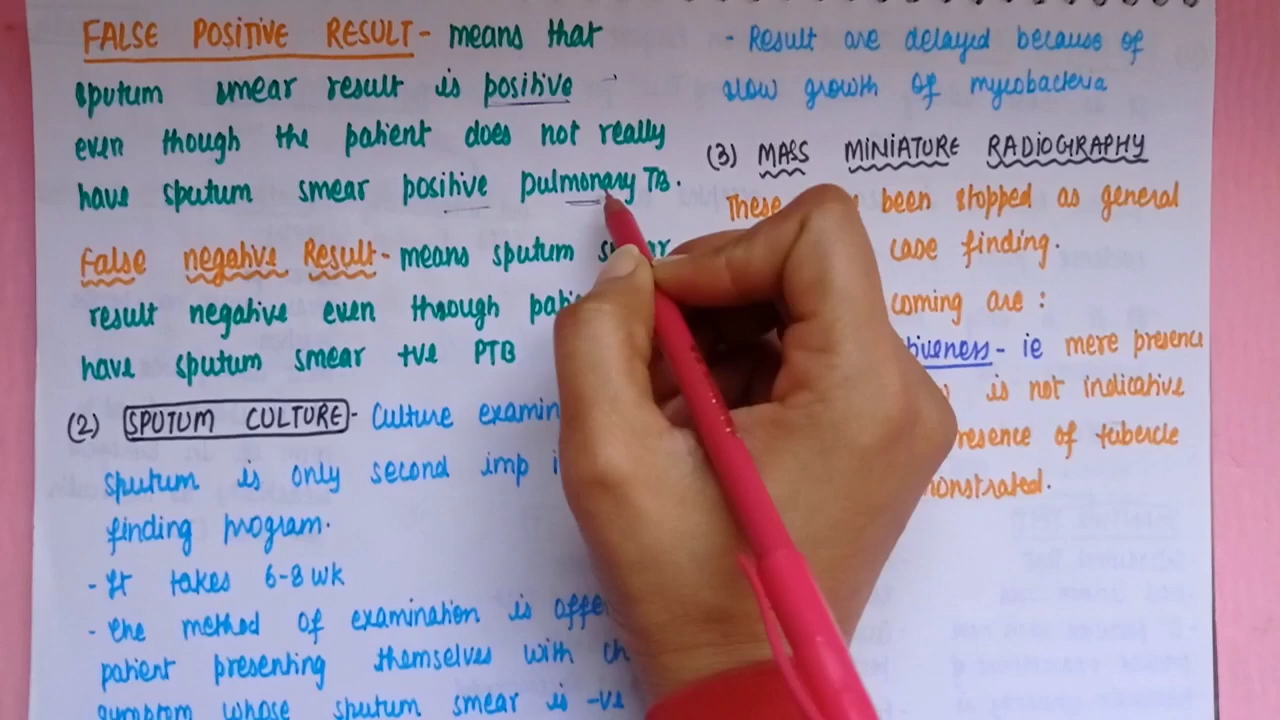 FALSE POSITIVE RESULT - means that
sputum smear result is positive
even though the patient does not really
have sputum smear positive pulmonary TB.
False negative Result - means sputum
result negative even through
have sputum smear +ve PTB
(2) SPUTUM CULTURE - Culture
sputum is only second imp
finding program.
- It takes 6-8 wk
- the method of examination is
patient presenting themselves with
symptom whose sputum smear is -ve
- Result are delayed because of
slow growth of mycobacteria
(3) MASS MINIATURE RADIOGRAPHY
These been stopped as general
case finding.
coming are :
- ie mere presence
is not indicative
of tubercle